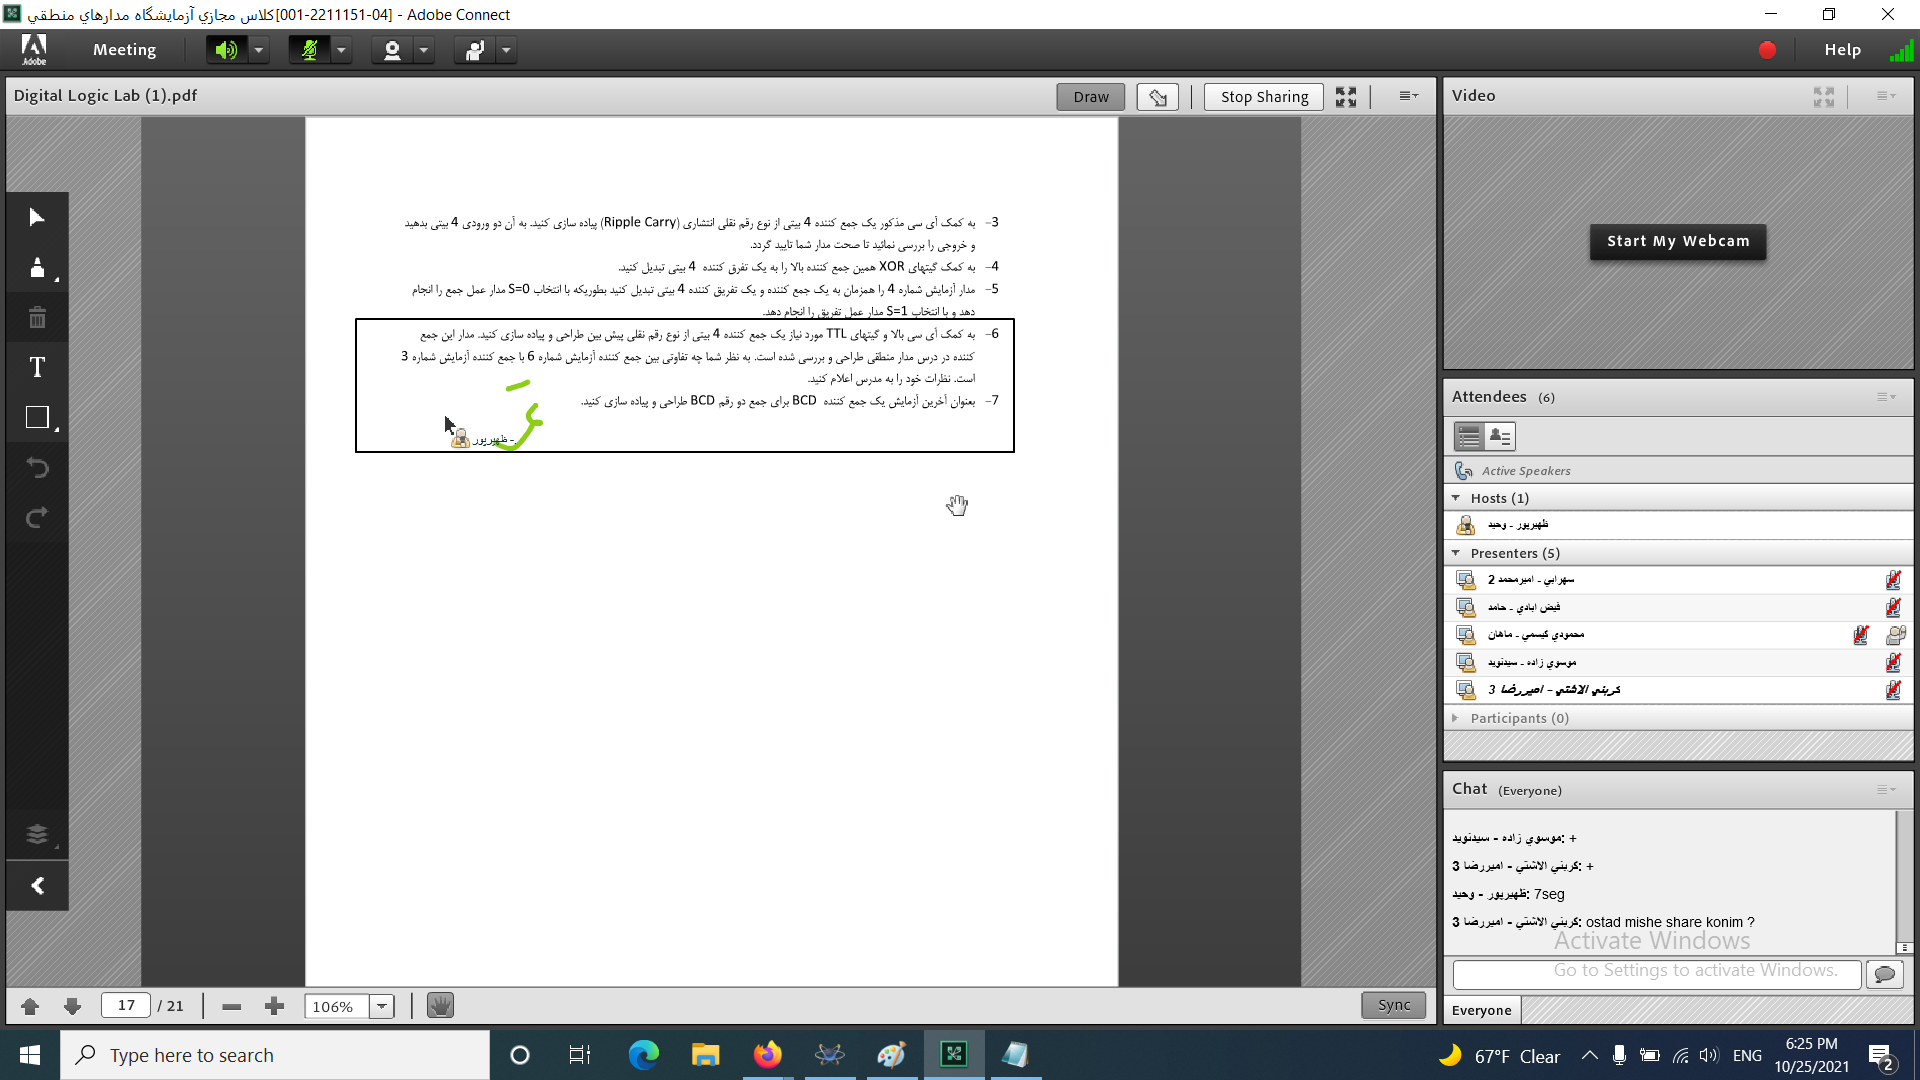 کلاس مجازي آزمايشگاه مدارهاي منطقي[001-2211151-04] - Adobe Connect
Adobe
Meeting
Help
Digital Logic Lab (1).pdf
Draw
Stop Sharing
3- به کمک آی سی مذکور یک جمع کننده 4 بیتی از نوع رقم نقلی انتشاری (Ripple Carry) پیاده سازی کنید. به آن دو ورودی 4 بیتی بدهید
و خروجی را بررسی نمائید تا صحت مدار شما تایید گردد.
4- به کمک گیتهای XOR همین جمع کننده بالا را به یک تفرق کننده 4 بیتی تبدیل کنید.
5- مدار آزمایش شماره 4 را همزمان به یک جمع کننده و یک تفریق کننده 4 بیتی تبدیل کنید بطوریکه با انتخاب S=0 مدار عمل جمع را انجام
دهد و با انتخاب S=1 مدار عمل تفریق را انجام دهد.
6- به کمک آی سی بالا و گیتهای TTL مورد نیاز یک جمع کننده 4 بیتی از نوع رقم نقلی پیش بین طراحی و پیاده سازی کنید. مدار این جمع
کننده در درس مدار منطقی طراحی و بررسی شده است. به نظر شما چه تفاوتی بین جمع کننده آزمایش شماره 6 با جمع کننده آزمایش شماره 3
است. نظرات خود را به مدرس اعلام کنید.
7- بعنوان آخرین آزمایش یک جمع کننده BCD برای جمع دو رقم BCD طراحی و پیاده سازی کنید.
ظهيرپور -
17 / 21
106%
Sync
Video
Start My Webcam
Attendees (6)
Active Speakers
Hosts (1)
ظهيرپور - وحيد
Presenters (5)
سهرابي - اميرمحمد 2
فيض ابادي - حامد
محمودي كيسمي - ماهان
موسوي زاده - سيدنويد
كريني الاشتي - اميررضا 3
Participants (0)
Chat (Everyone)
موسوي زاده - سيدنويد: +
كريني الاشتي - اميررضا 3: +
ظهيرپور - وحيد: 7seg
كريني الاشتي - اميررضا 3: ostad mishe share konim ?
Activate Windows
Go to Settings to activate Windows.
Everyone
Type here to search
67°F Clear
ENG
6:25 PM
10/25/2021
2